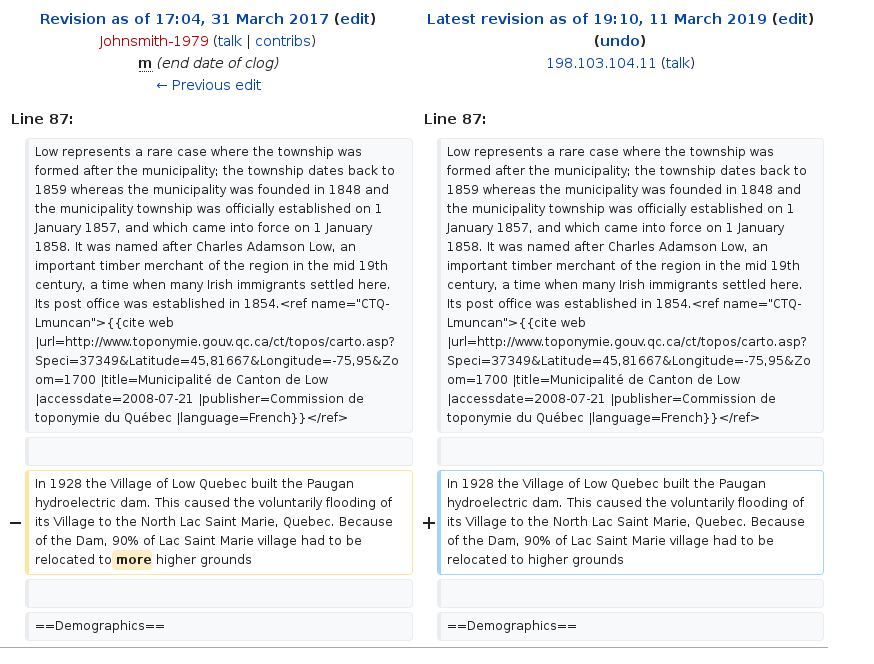 Revision as of 17:04, 31 March 2017 (edit)
Johnsmith-1979 (talk | contribs)
m (end date of clog)
← Previous edit
Line 87:
Low represents a rare case where the township was
formed after the municipality; the township dates back to
1859 whereas the municipality was founded in 1848 and
the municipality township was officially established on 1
January 1857, and which came into force on 1 January
1858. It was named after Charles Adamson Low, an
important timber merchant of the region in the mid 19th
century, a time when many Irish immigrants settled here.
Its post office was established in 1854.<ref name="CTQ-
Lmuncan">{{cite web
|url=http://www.toponymie.gouv.qc.ca/ct/topos/carto.asp?
Speci=37349&Latitude=45,81667&Longitude=-75,95&Zo
om=1700 |title=Municipalité de Canton de Low
|accessdate=2008-07-21 |publisher=Commission de
toponymie du Québec |language=French}}</ref>
− In 1928 the Village of Low Quebec built the Paugan
hydroelectric dam. This caused the voluntarily flooding of
its Village to the North Lac Saint Marie, Quebec. Because
of the Dam, 90% of Lac Saint Marie village had to be
relocated to more higher grounds
==Demographics==
Latest revision as of 19:10, 11 March 2019 (edit)
(undo)
198.103.104.11 (talk)
Line 87:
Low represents a rare case where the township was
formed after the municipality; the township dates back to
1859 whereas the municipality was founded in 1848 and
the municipality township was officially established on 1
January 1857, and which came into force on 1 January
1858. It was named after Charles Adamson Low, an
important timber merchant of the region in the mid 19th
century, a time when many Irish immigrants settled here.
Its post office was established in 1854.<ref name="CTQ-
Lmuncan">{{cite web
|url=http://www.toponymie.gouv.qc.ca/ct/topos/carto.asp?
Speci=37349&Latitude=45,81667&Longitude=-75,95&Zo
om=1700 |title=Municipalité de Canton de Low
|accessdate=2008-07-21 |publisher=Commission de
toponymie du Québec |language=French}}</ref>
+ In 1928 the Village of Low Quebec built the Paugan
hydroelectric dam. This caused the voluntarily flooding of
its Village to the North Lac Saint Marie, Quebec. Because
of the Dam, 90% of Lac Saint Marie village had to be
relocated to higher grounds
==Demographics==